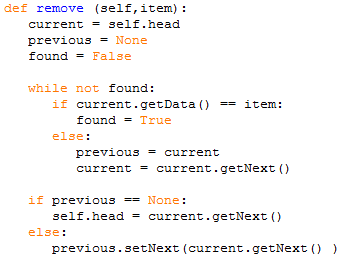 def remove (self,item):
    current = self.head
    previous = None
    found = False

    while not found:
        if current.getData() == item:
            found = True
        else:
            previous = current
            current = current.getNext()

    if previous == None:
        self.head = current.getNext()
    else:
        previous.setNext(current.getNext() )